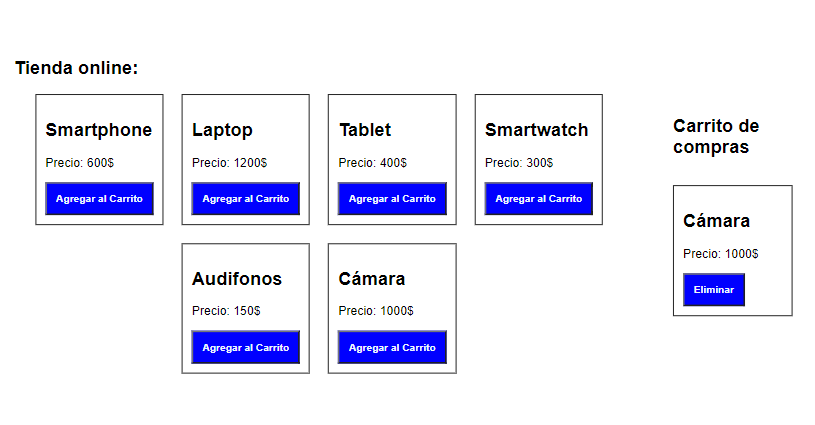 Tienda online:
Smartphone
Precio: 600$
Agregar al Carrito
Laptop
Precio: 1200$
Agregar al Carrito
Tablet
Precio: 400$
Agregar al Carrito
Smartwatch
Precio: 300$
Agregar al Carrito
Audifonos
Precio: 150$
Agregar al Carrito
Cámara
Precio: 1000$
Agregar al Carrito
Carrito de
compras
Cámara
Precio: 1000$
Eliminar